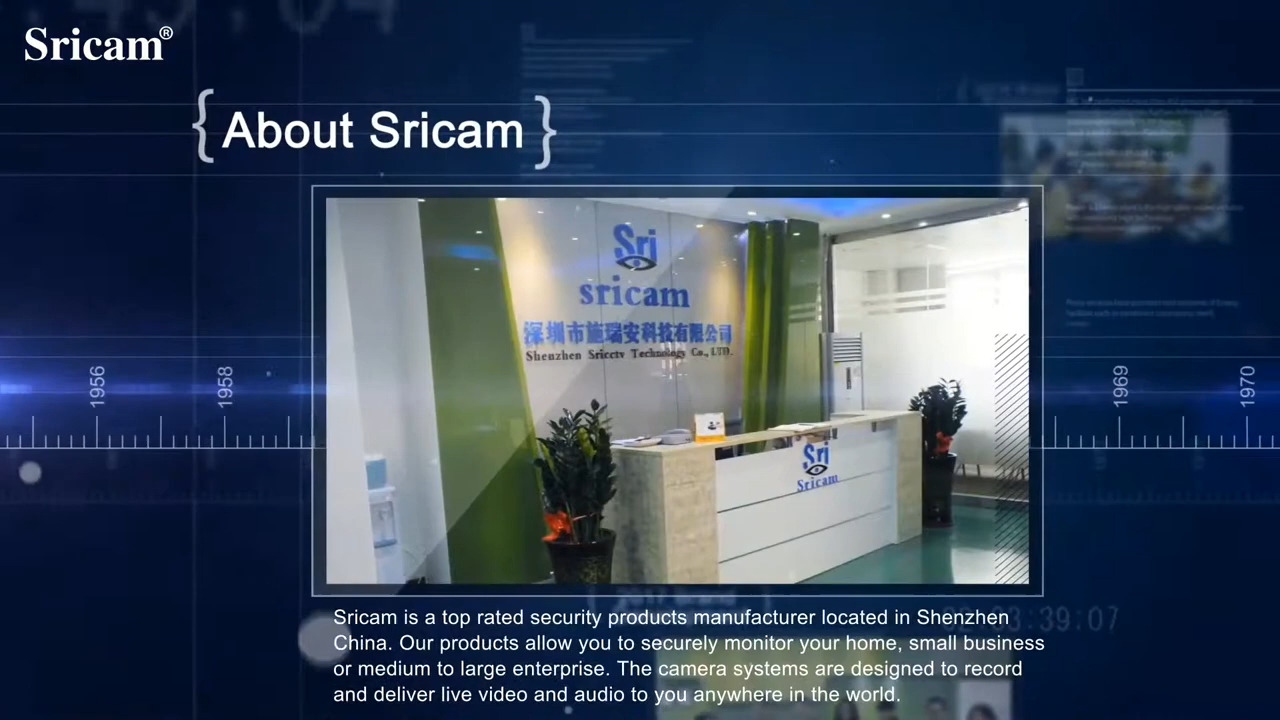 Sricam®
{ About Sricam }
Sri
sricam
深圳市施瑞安科技有限公司
Shenzhen Sricctv Technology Co., LTD.
Sri
Sricam
1956
1958
1969
1970
:39:07
Sricam is a top rated security products manufacturer located in Shenzhen
China. Our products allow you to securely monitor your home, small business
or medium to large enterprise. The camera systems are designed to record
and deliver live video and audio to you anywhere in the world.